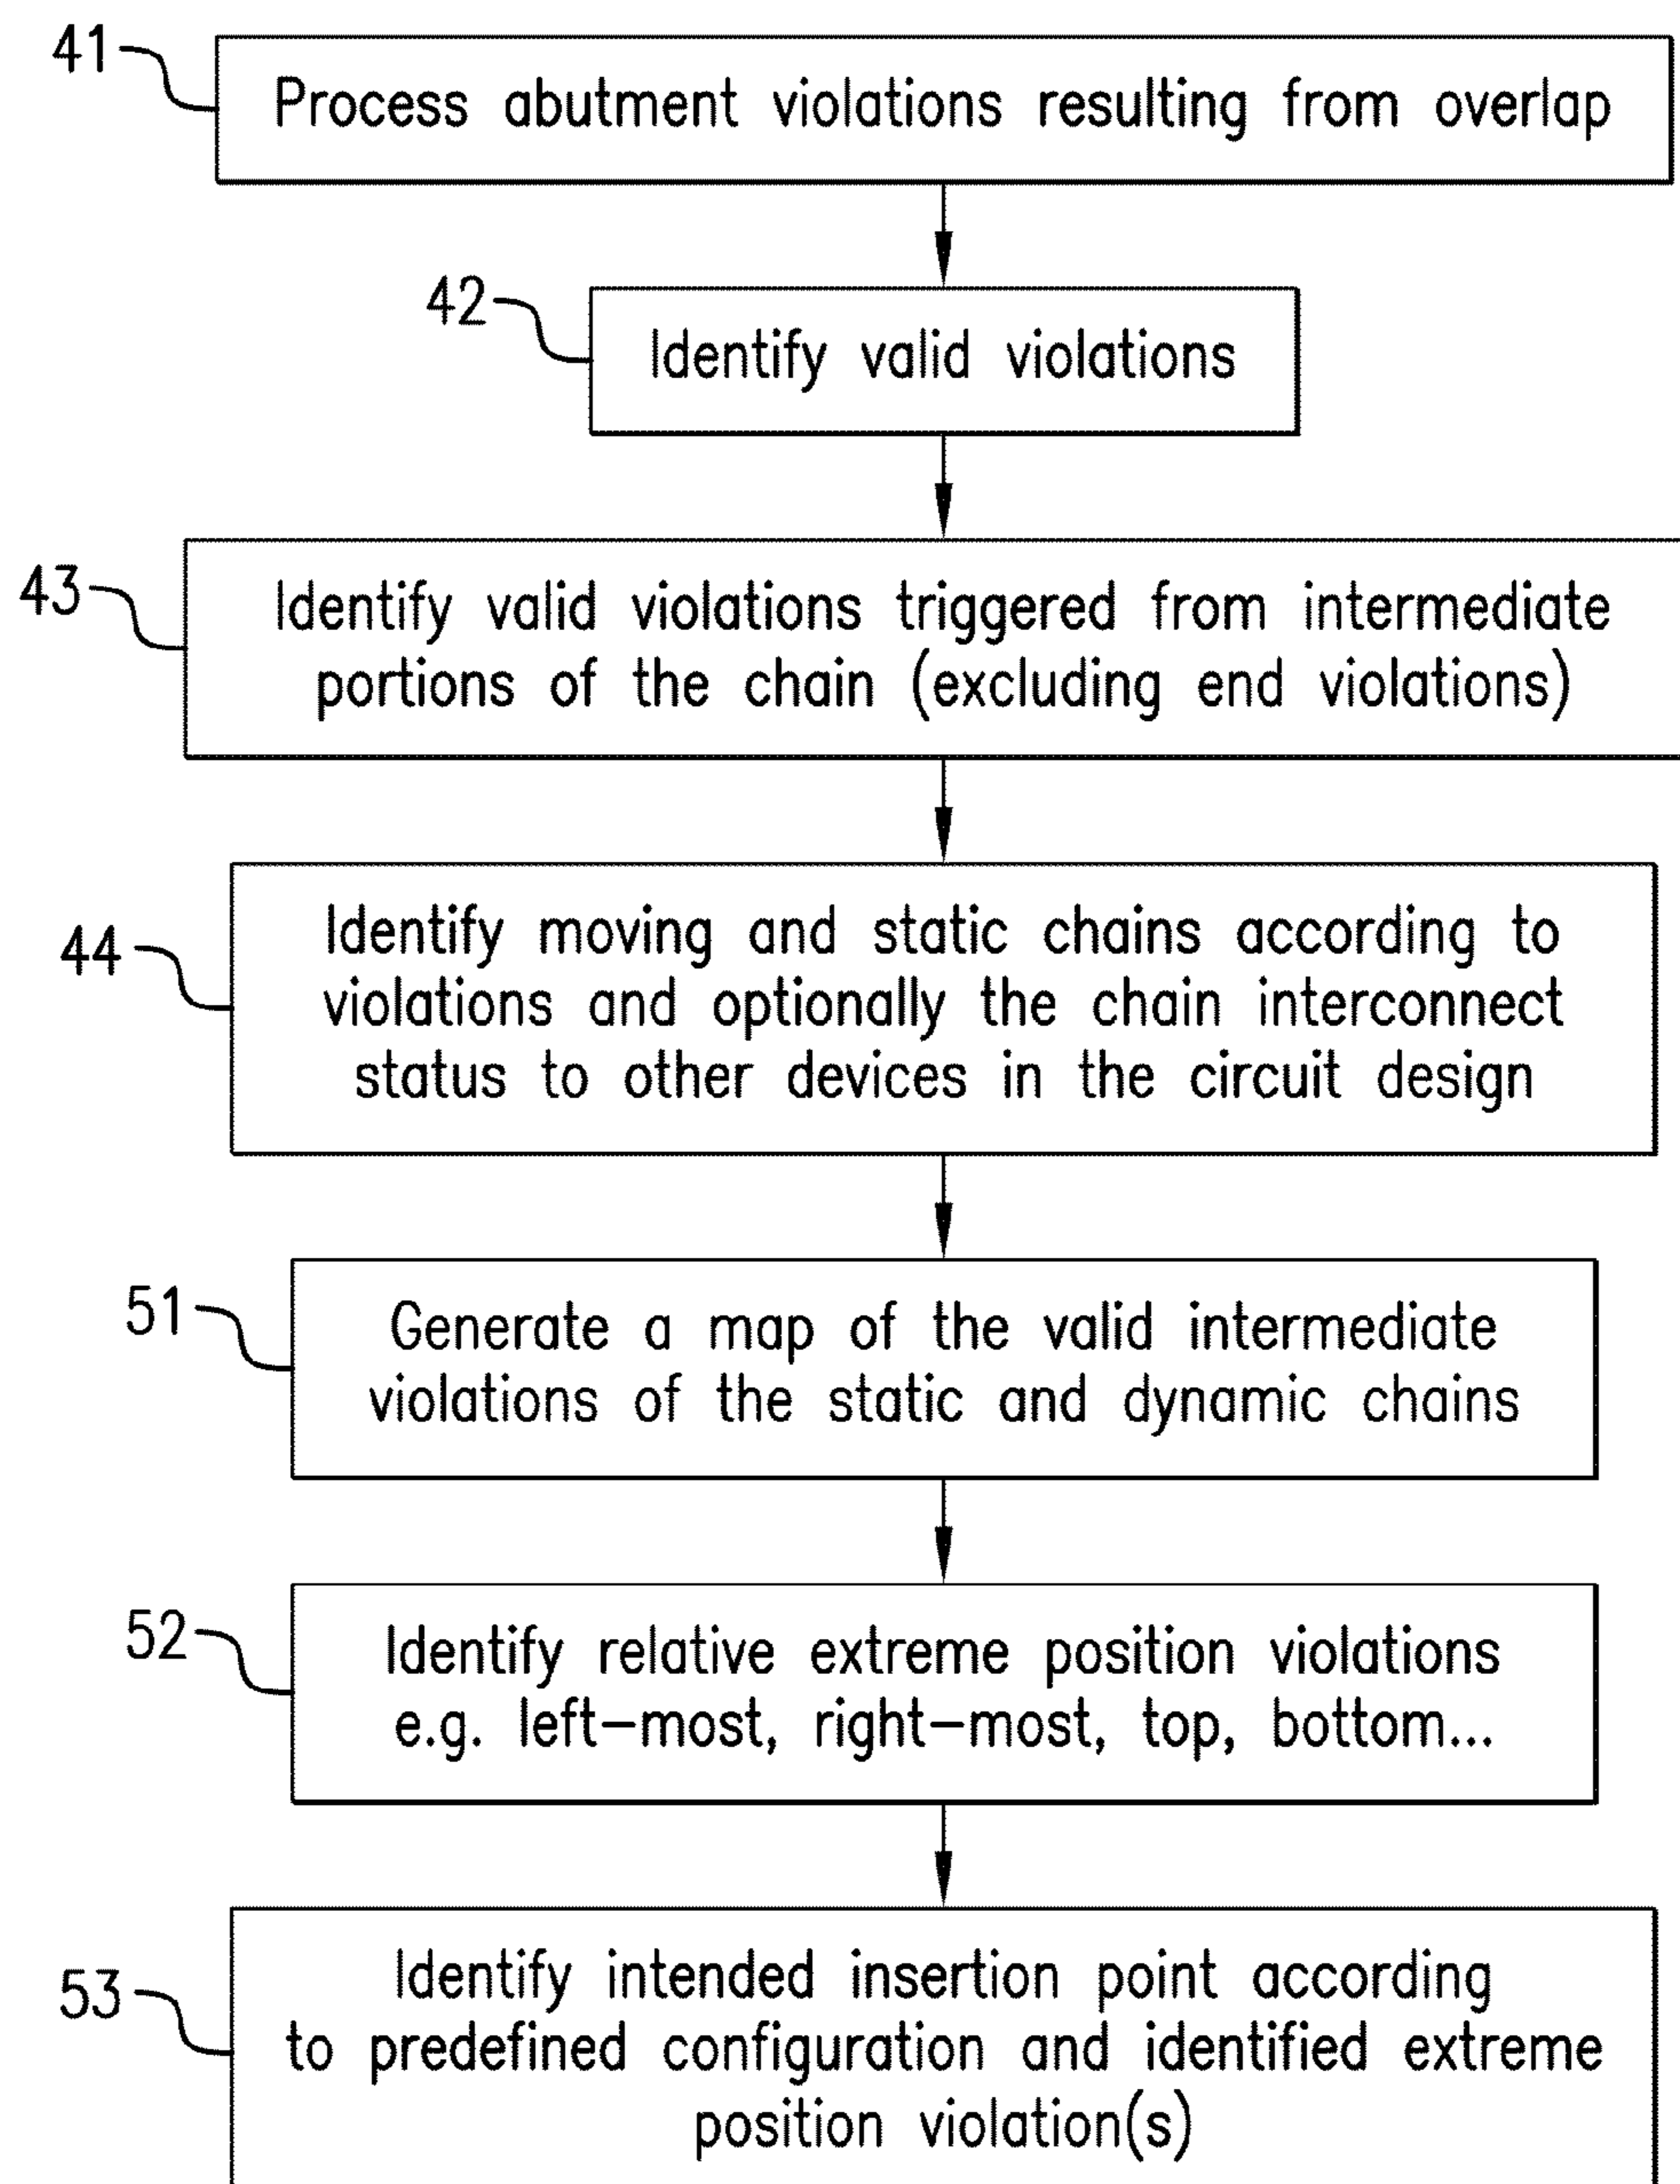 41
Process abutment violations resulting from overlap
42
Identify valid violations
43
Identify valid violations triggered from intermediate
portions of the chain (excluding end violations)
44
Identify moving and static chains according to
violations and optionally the chain interconnect
status to other devices in the circuit design
51
Generate a map of the valid intermediate
violations of the static and dynamic chains
52
Identify relative extreme position violations
e.g. left-most, right-most, top, bottom...
53
Identify intended insertion point according
to predefined configuration and identified extreme
position violation(s)